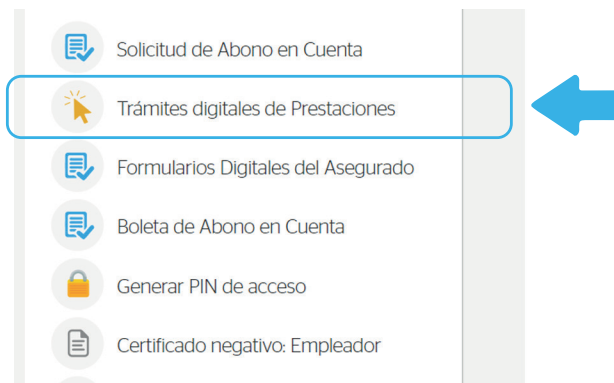 Solicitud de Abono en Cuenta
Trámites digitales de Prestaciones
Formularios Digitales del Asegurado
Boleta de Abono en Cuenta
Generar PIN de acceso
Certificado negativo: Empleador